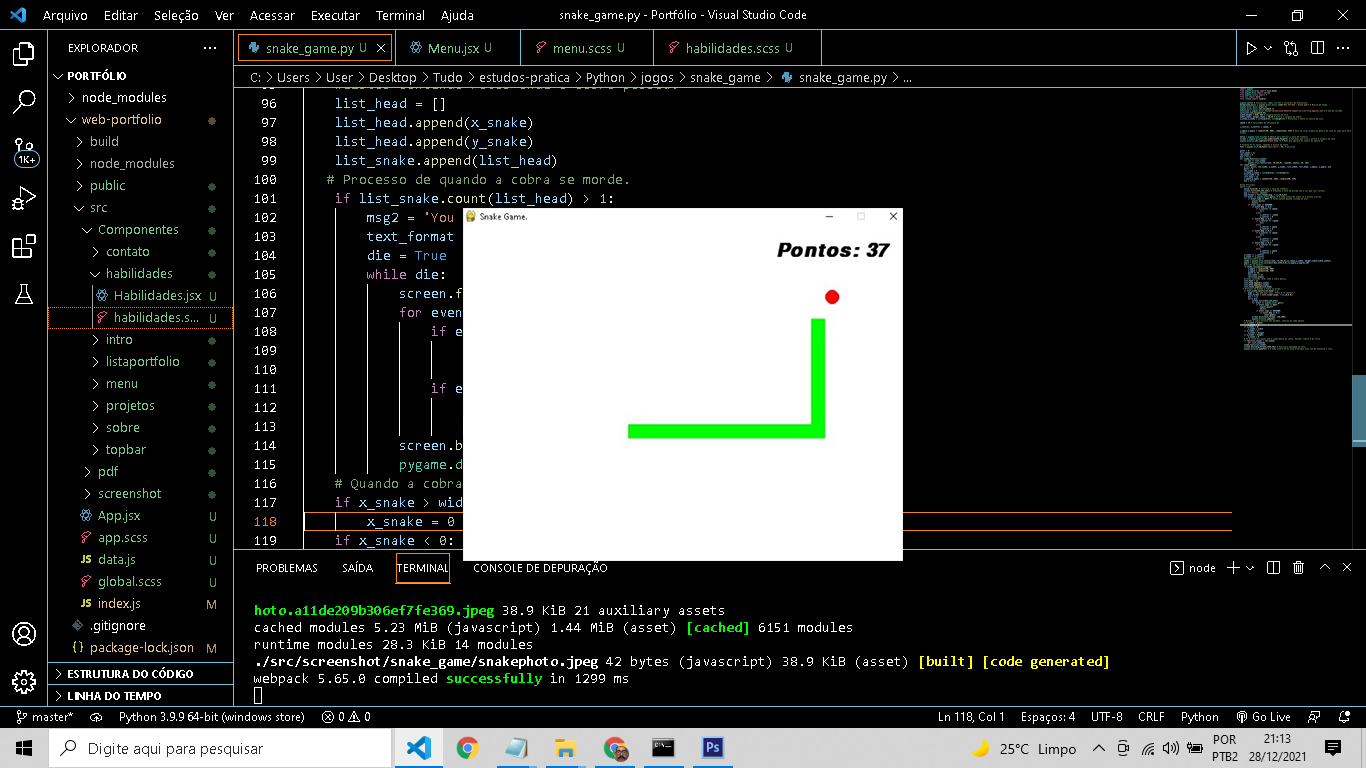 Arquivo Editar Seleção Ver Acessar Executar Terminal Ajuda
snake_game.py - Portfólio - Visual Studio Code
EXPLORADOR
PORTFÓLIO
node_modules
web-portfolio
build
node_modules
public
src
Componentes
contato
habilidades
Habilidades.jsx U
habilidades.s... U
intro
listaportfolio
menu
projetos
sobre
topbar
pdf
screenshot
App.jsx U
app.scss U
data.js U
global.scss U
index.js M
.gitignore
package-lock.json M
ESTRUTURA DO CÓDIGO
LINHA DO TEMPO
1K+
snake_game.py U
Menu.jsx U
menu.scss U
habilidades.scss U
C: > Users > User > Desktop > Tudo > estudos-pratica > Python > jogos > snake_game > snake_game.py > ...
96 list_head = []
97 list_head.append(x_snake)
98 list_head.append(y_snake)
99 list_snake.append(list_head)
100 # Processo de quando a cobra se morde.
101 if list_snake.count(list_head) > 1:
102 msg2 = 'You
103 text_format
104 die = True
105 while die:
106 screen.f
107 for even
108 if e
109
110
111 if e
112
113
114 screen.b
115 pygame.d
116 # Quando a cobra
117 if x_snake > wid
118 x_snake = 0
119 if x_snake < 0:
Snake Game.
Pontos: 37
PROBLEMAS SAÍDA TERMINAL CONSOLE DE DEPURAÇÃO
node
hoto.a11de209b306ef7fe369.jpeg 38.9 KiB 21 auxiliary assets
cached modules 5.23 MiB (javascript) 1.44 MiB (asset) [cached] 6151 modules
runtime modules 28.3 KiB 14 modules
./src/screenshot/snake_game/snakephoto.jpeg 42 bytes (javascript) 38.9 KiB (asset) [built] [code generated]
webpack 5.65.0 compiled successfully in 1299 ms
master* Python 3.9.9 64-bit (windows store) 0 0 Ln 118, Col 1 Espaços: 4 UTF-8 CRLF Python Go Live
Digite aqui para pesquisar
Ps
25°C Limpo
POR
PTB2
21:13
28/12/2021